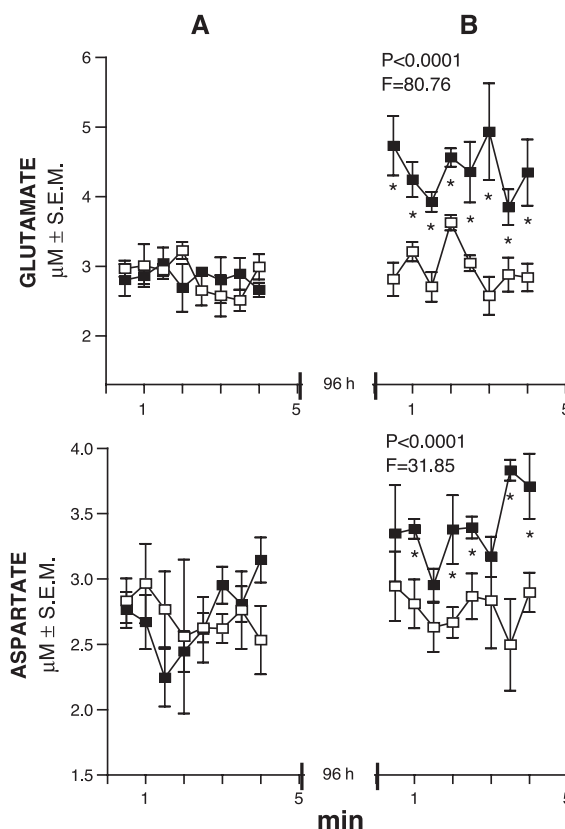 A B
GLUTAMATE
µM ± S.E.M.
6
5
4
3
2
P<0.0001
F=80.76
* * * * * * * *
1 5 96 h 1 5
ASPARTATE
µM ± S.E.M.
4.0
3.5
3.0
2.5
2.0
1.5
P<0.0001
F=31.85
* * * * *
1 5 96 h 1 5
min